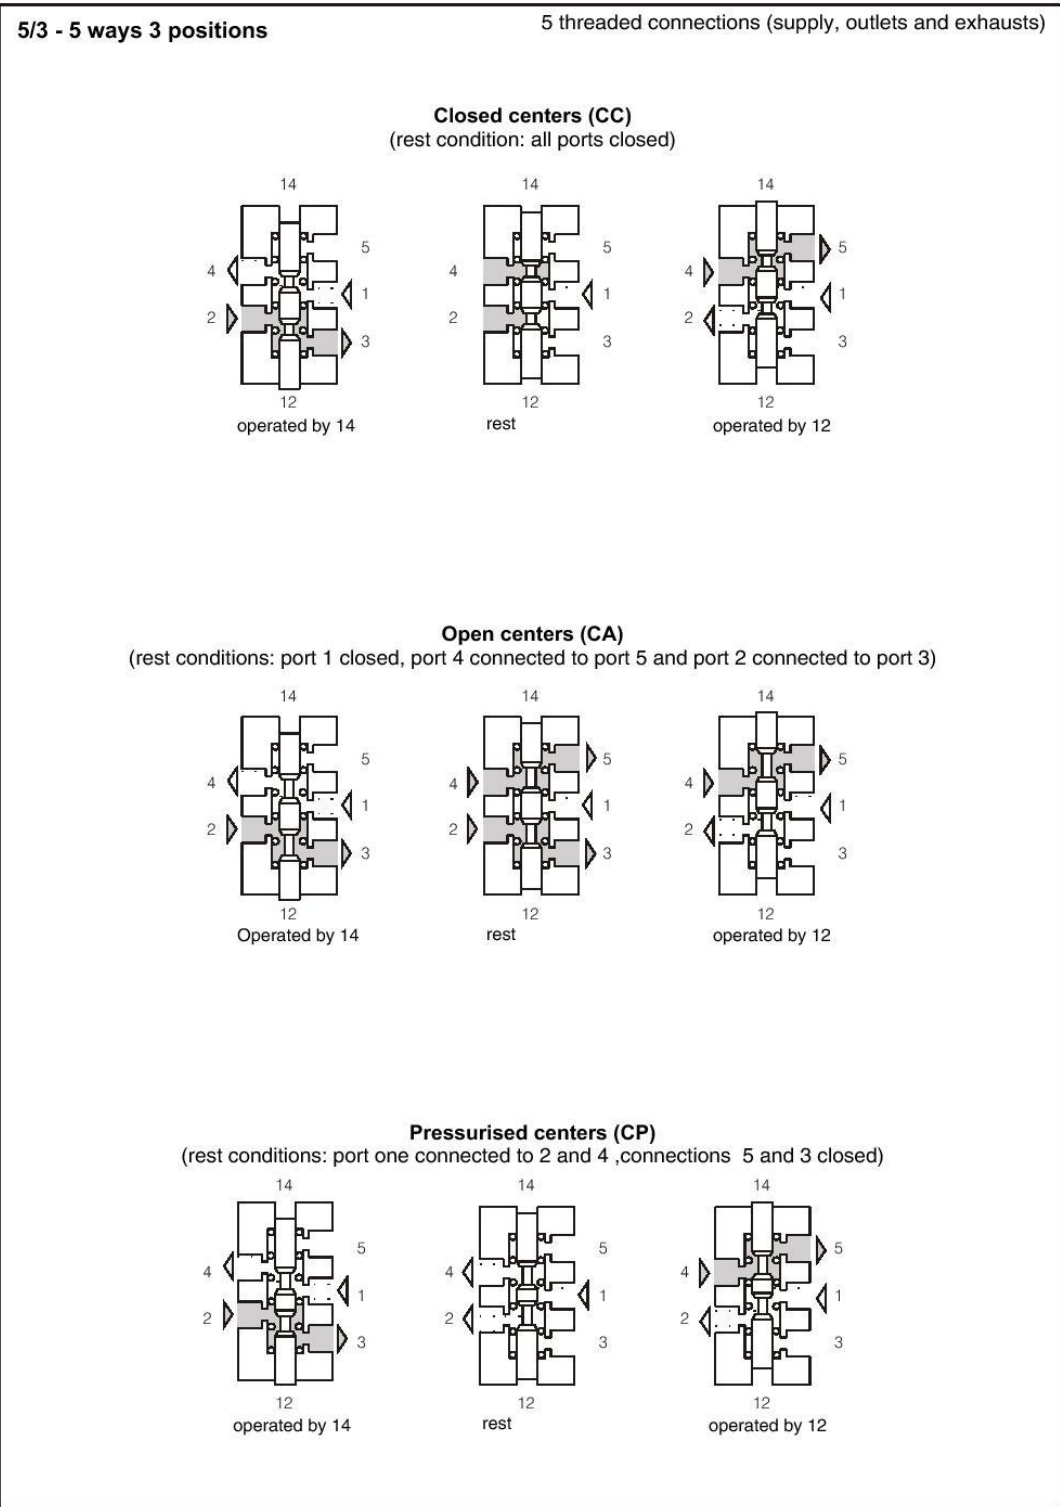 5/3 - 5 ways 3 positions
5 threaded connections (supply, outlets and exhausts)
Closed centers (CC)
(rest condition: all ports closed)
14 14 14
5 5 5
4 4 4
1 1 1
2 2 2
3 3 3
12 12 12
operated by 14 rest operated by 12
Open centers (CA)
(rest conditions: port 1 closed, port 4 connected to port 5 and port 2 connected to port 3)
14 14 14
5 5 5
4 4 4
1 1 1
2 2 2
3 3 3
12 12 12
Operated by 14 rest operated by 12
Pressurised centers (CP)
(rest conditions: port one connected to 2 and 4 ,connections 5 and 3 closed)
14 14 14
5 5 5
4 4 4
1 1 1
2 2 2
3 3 3
12 12 12
operated by 14 rest operated by 12